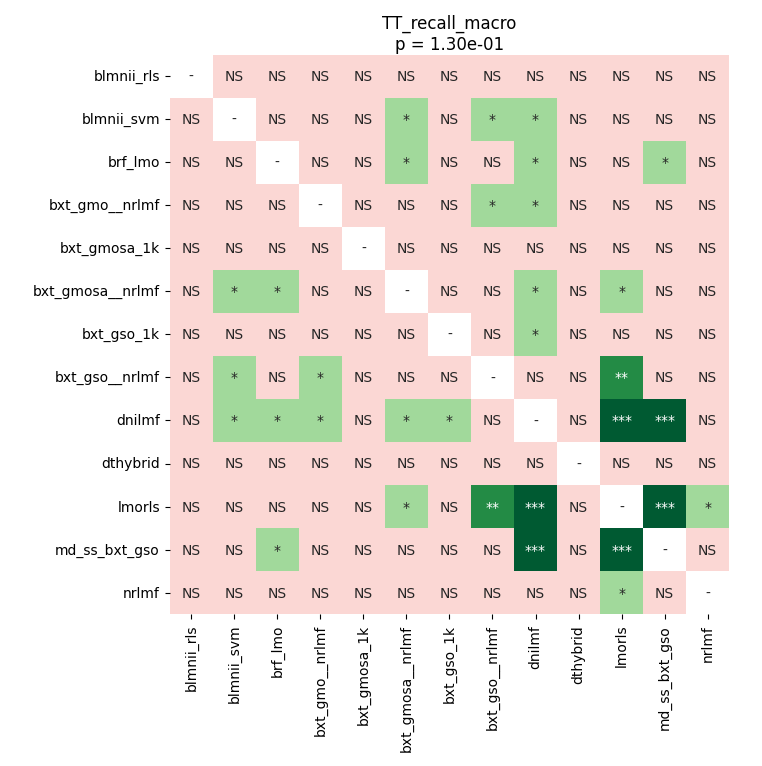 TT_recall_macro
p = 1.30e-01
blmnii_rls - NS NS NS NS NS NS NS NS NS NS NS NS
blmnii_svm NS - NS NS NS * NS * * NS NS NS NS
brf_lmo NS NS - NS NS * NS NS * NS NS * NS
bxt_gmo__nrlmf NS NS NS - NS NS NS * * NS NS NS NS
bxt_gmosa_1k NS NS NS NS - NS NS NS NS NS NS NS NS
bxt_gmosa__nrlmf NS * * NS NS - NS NS * NS * NS NS
bxt_gso_1k NS NS NS NS NS NS - NS * NS NS NS NS
bxt_gso__nrlmf NS * NS * NS NS NS - NS NS ** NS NS
dnilmf NS * * * NS * * NS - NS *** *** NS
dthybrid NS NS NS NS NS NS NS NS NS - NS NS NS
lmorls NS NS NS NS NS * NS ** *** NS - *** *
md_ss_bxt_gso NS NS * NS NS NS NS NS *** NS *** - NS
nrlmf NS NS NS NS NS NS NS NS NS NS * NS -
blmnii_rls
blmnii_svm
brf_lmo
bxt_gmo__nrlmf
bxt_gmosa_1k
bxt_gmosa__nrlmf
bxt_gso_1k
bxt_gso__nrlmf
dnilmf
dthybrid
lmorls
md_ss_bxt_gso
nrlmf